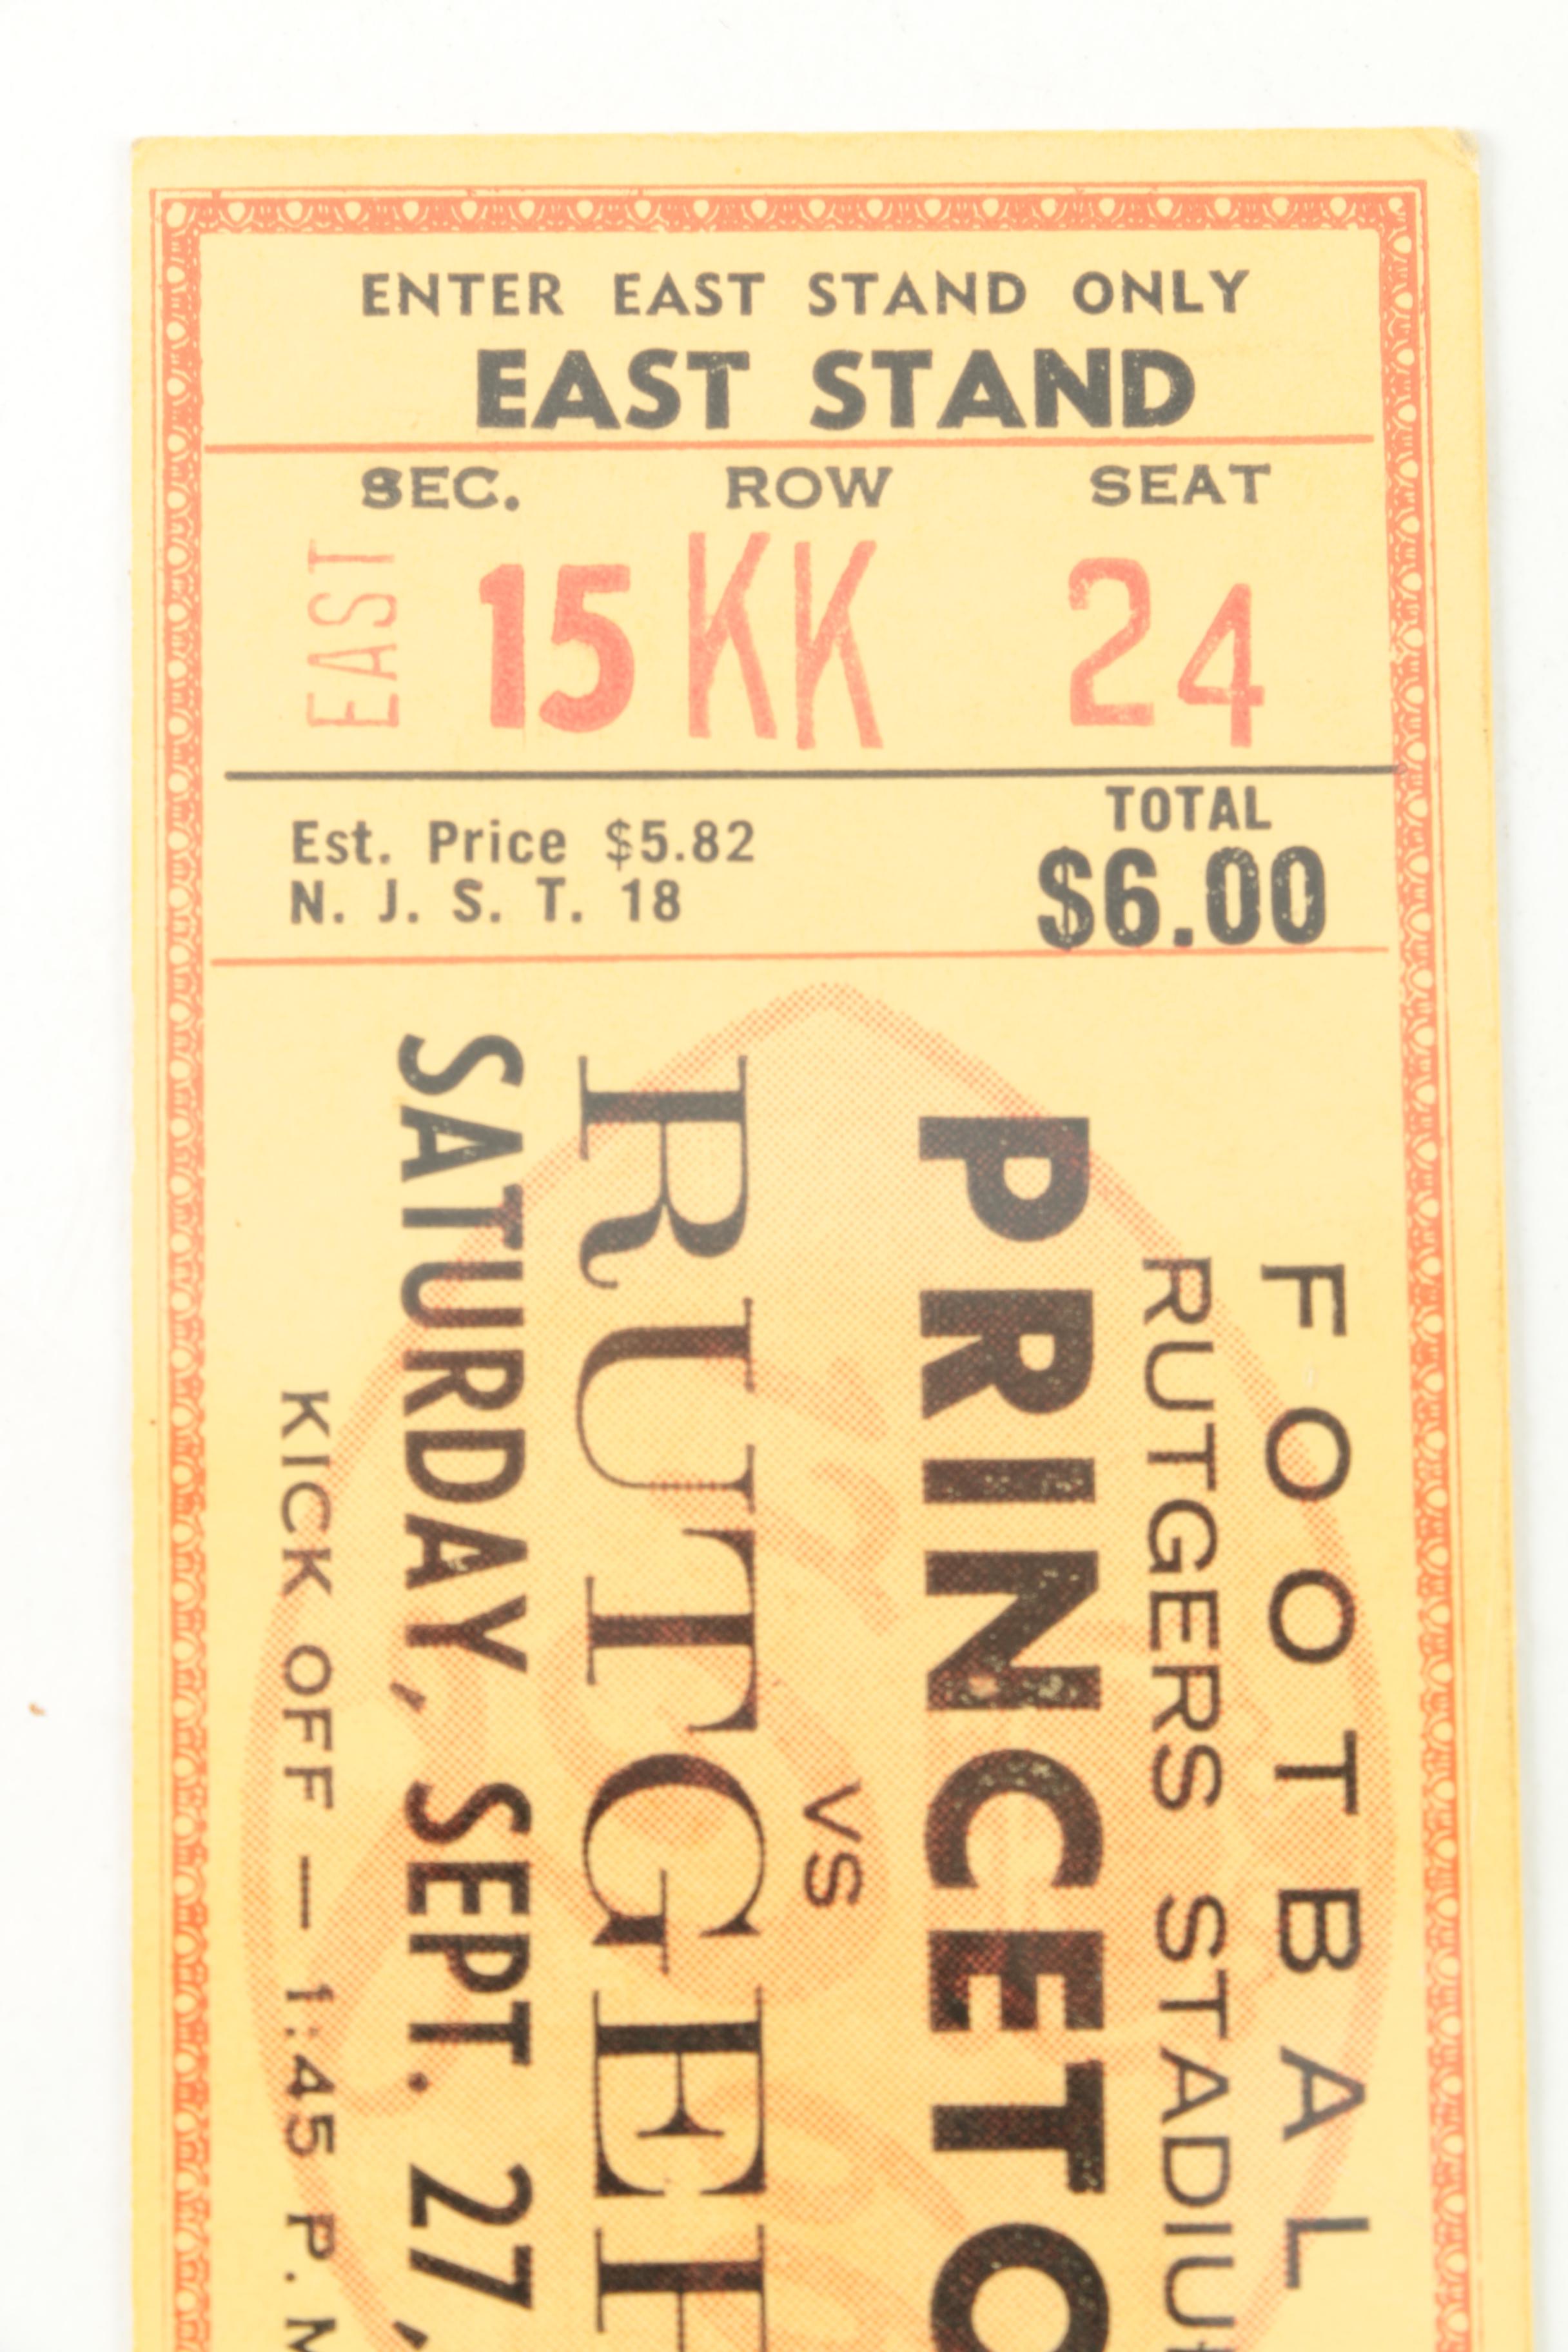 ENTER EAST STAND ONLY
EAST STAND
SEC. ROW SEAT
EAST 15 KK 24
Est. Price $5.82
N. J. S. T. 18
TOTAL
$6.00
FOOTBALL
RUTGERS STADIU
PRINCETO
VS
RUTGER
SATURDAY, SEPT. 27,
KICK OFF — 1:45 P.M